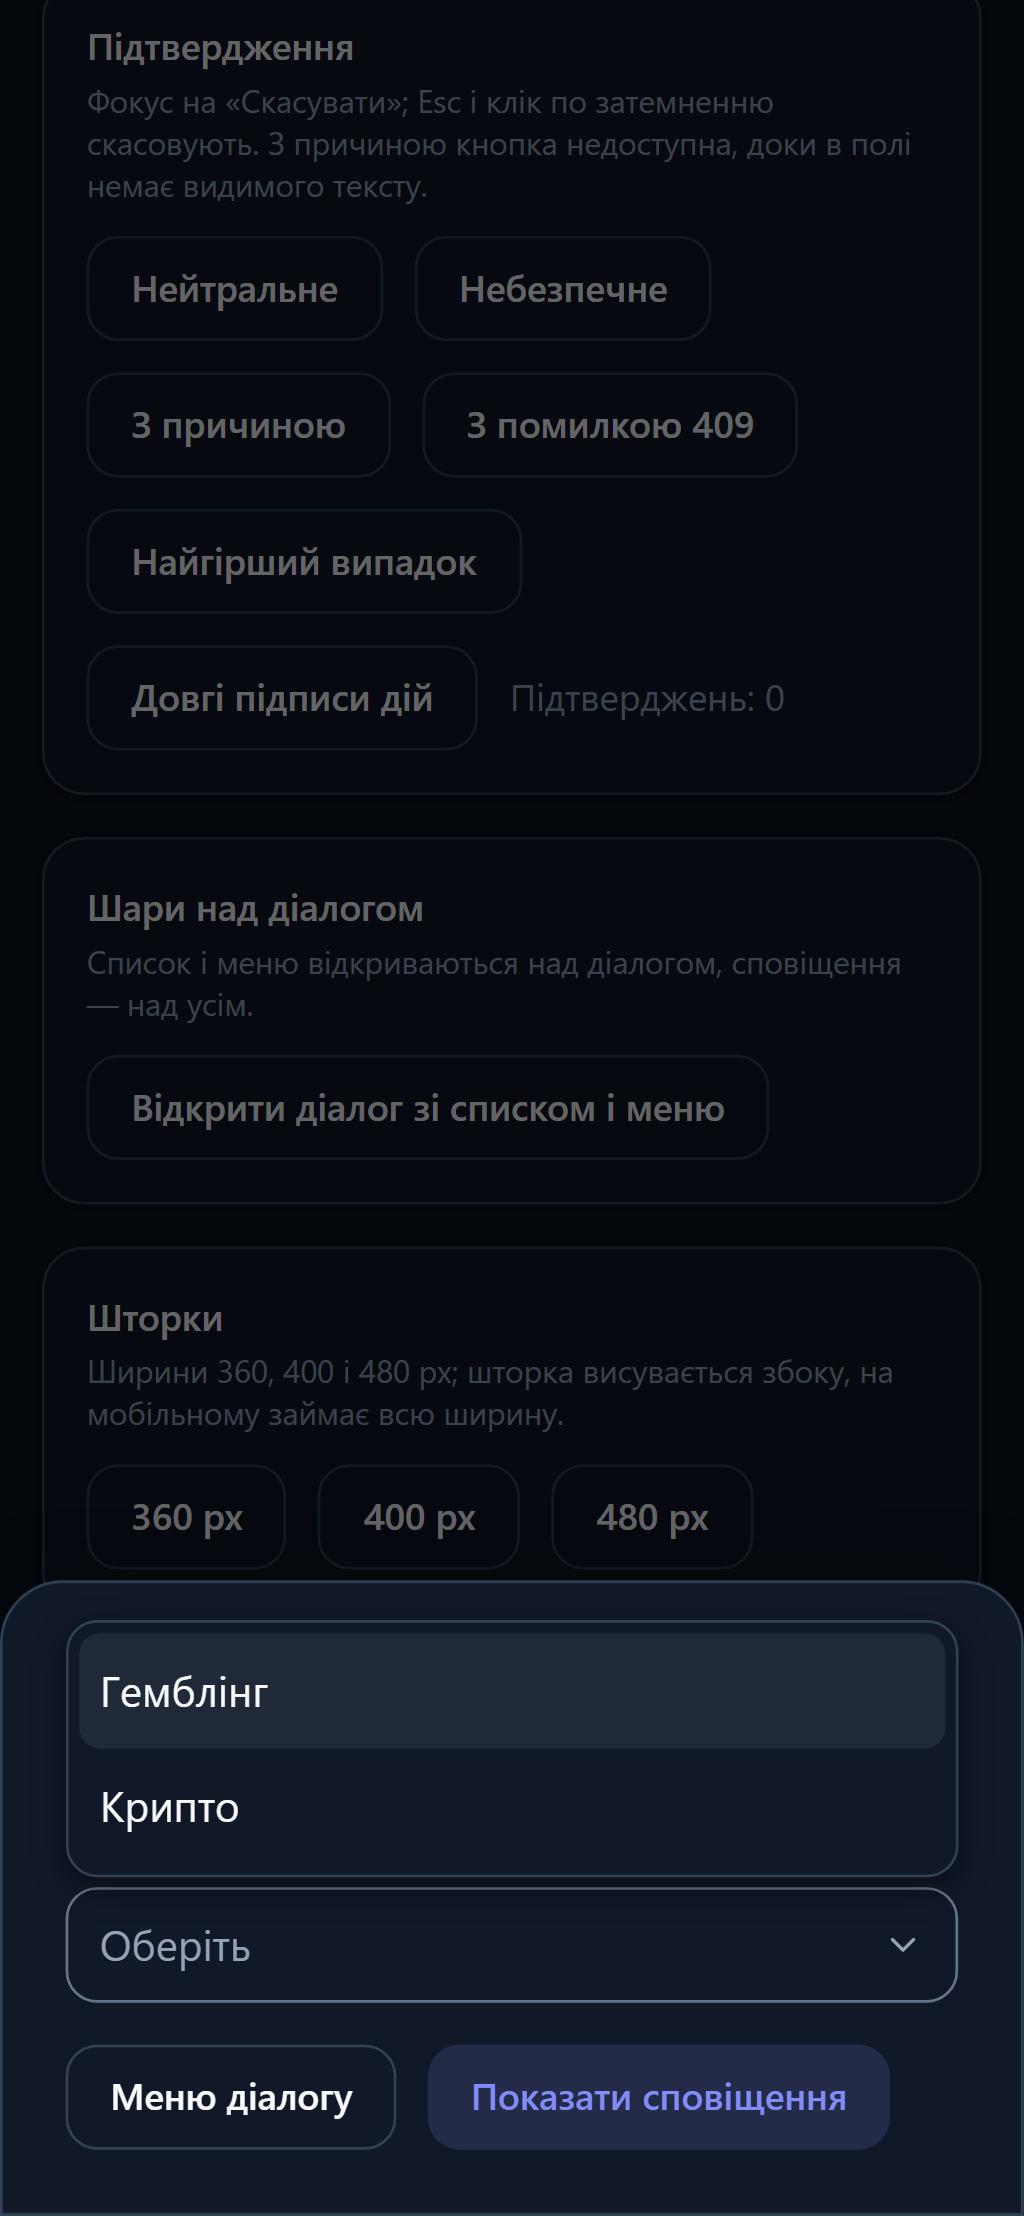 Підтвердження
Фокус на «Скасувати»; Esc і клік по затемненню
скасовують. З причиною кнопка недоступна, доки в полі
немає видимого тексту.
Нейтральне
Небезпечне
З причиною
З помилкою 409
Найгірший випадок
Довгі підписи дій
Підтверджень: 0
Шари над діалогом
Список і меню відкриваються над діалогом, сповіщення
— над усім.
Відкрити діалог зі списком і меню
Шторки
Ширини 360, 400 і 480 px; шторка висувається збоку, на
мобільному займає всю ширину.
360 px
400 px
480 px
Гемблінг
Крипто
Оберіть
Меню діалогу
Показати сповіщення